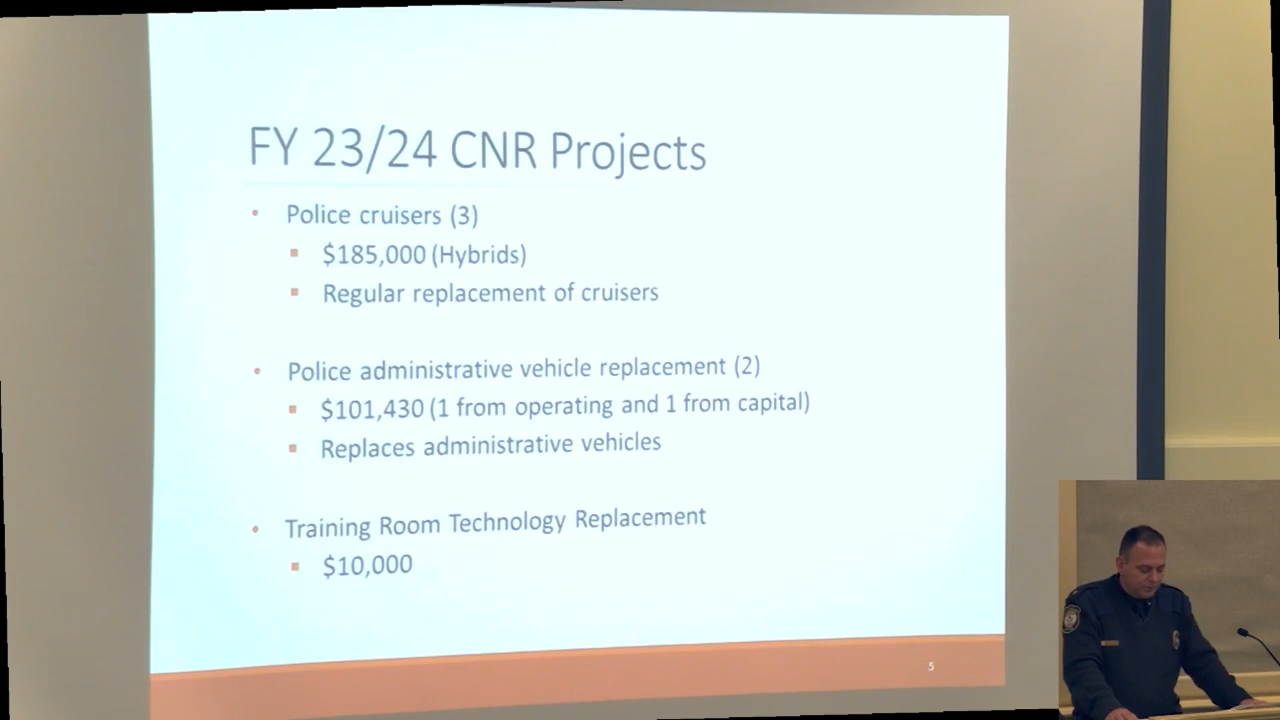 FY 23/24 CNR Projects
• Police cruisers (3)
▪ $185,000 (Hybrids)
▪ Regular replacement of cruisers
• Police administrative vehicle replacement (2)
▪ $101,430 (1 from operating and 1 from capital)
▪ Replaces administrative vehicles
• Training Room Technology Replacement
▪ $10,000
5